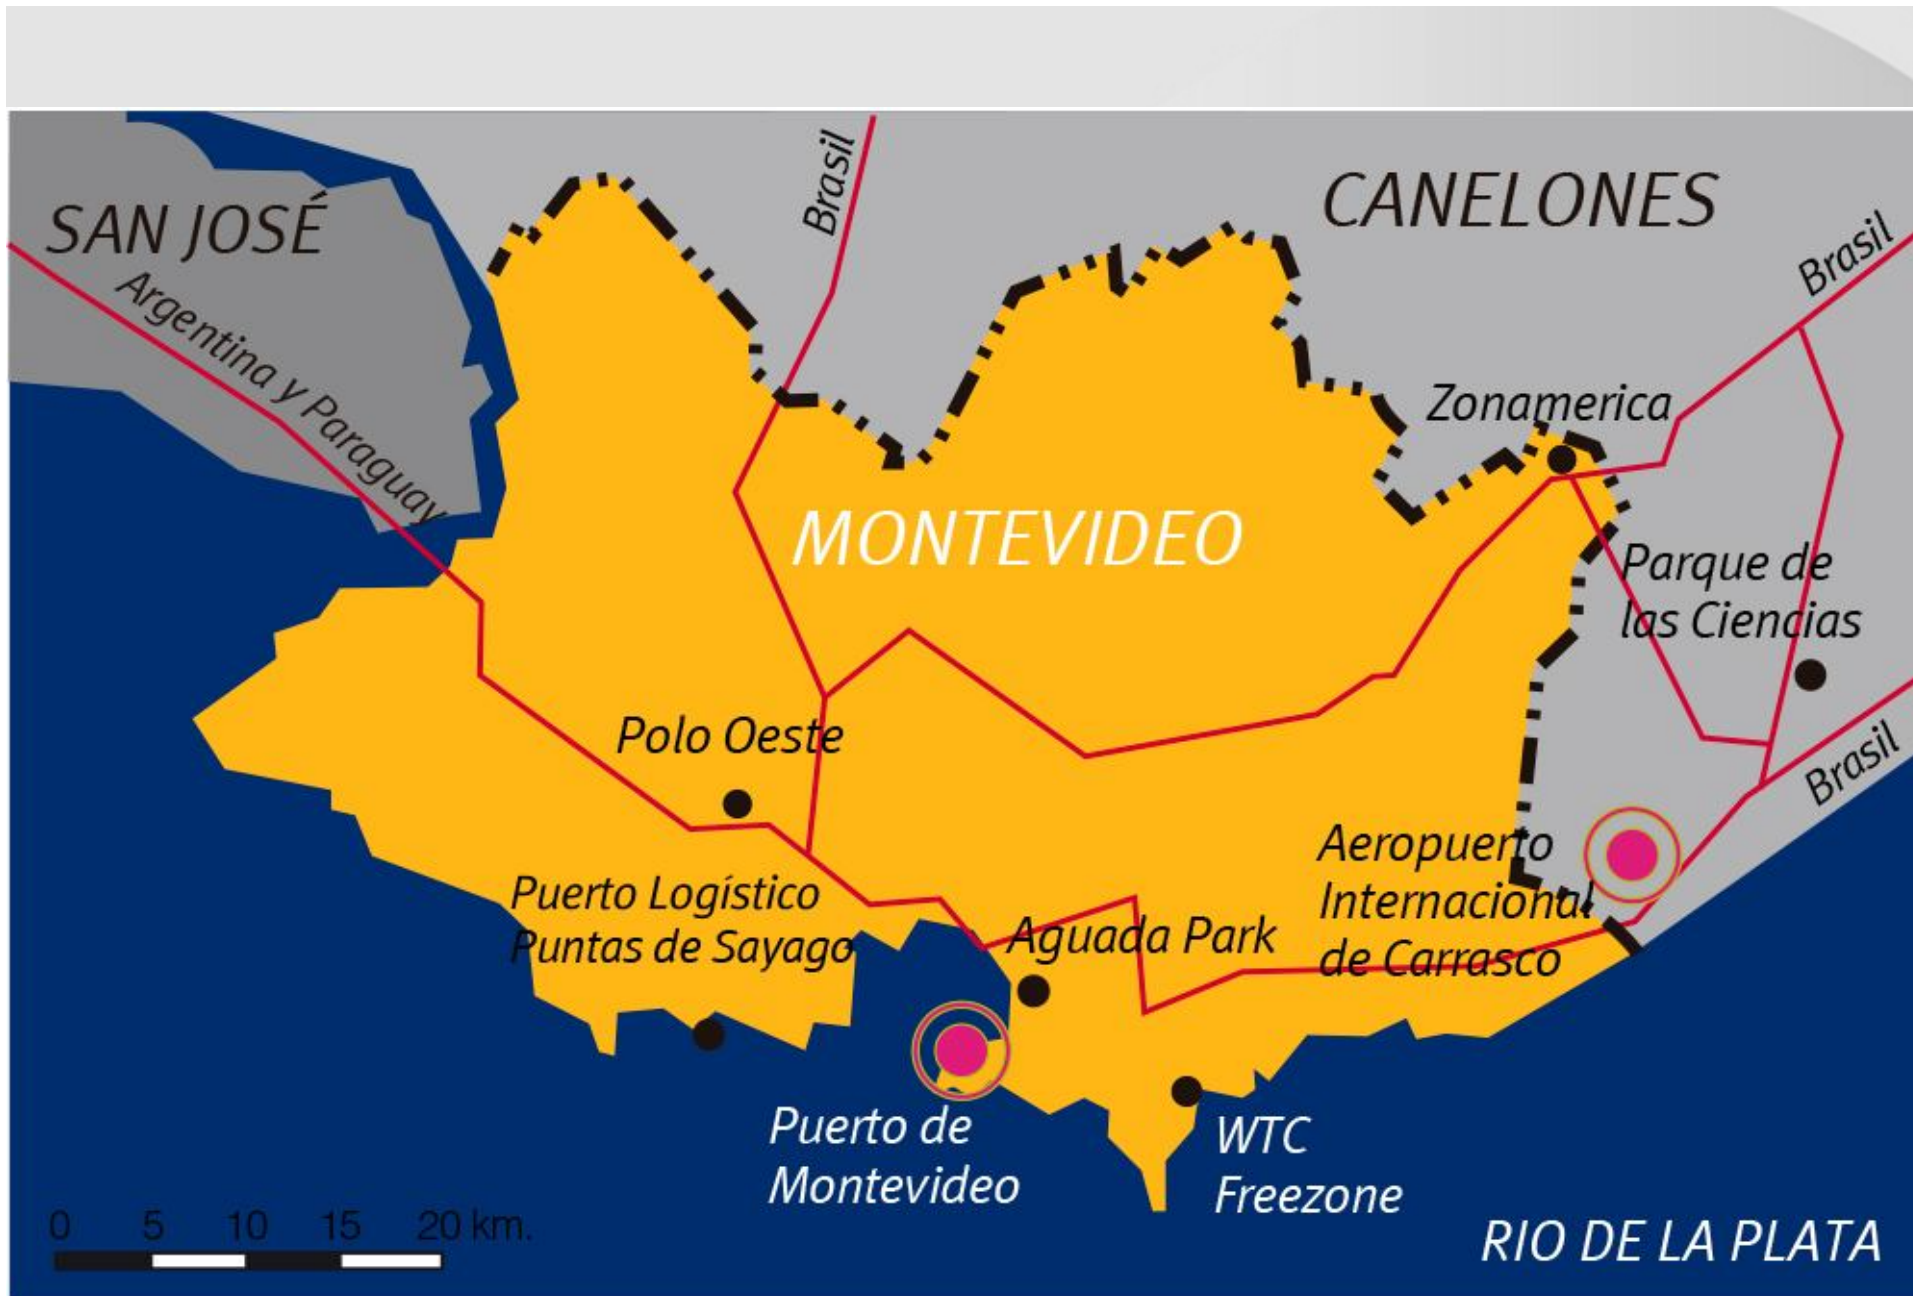 Brasil
CANELONES
SAN JOSÉ
Brasil
Argentina y Paraguay
Zonamerica
MONTEVIDEO
Parque de
las Ciencias
Polo Oeste
Brasil
Aeropuerto
Internacional
de Carrasco
Puerto Logístico
Puntas de Sayago
Aguada Park
Puerto de
Montevideo
WTC
Freezone
0 5 10 15 20 km.
RIO DE LA PLATA